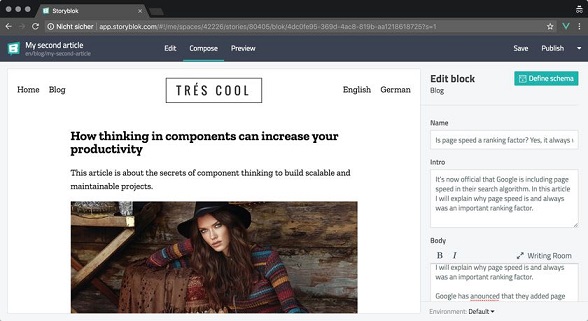 Storyblok
Nicht sicher app.storyblok.com/#!/me/spaces/42226/stories/80405/blok/4dc0fe95-369d-4ac8-819b-aa1218618725?s=1
My second article
en/blog/my-second-article
Edit Compose Preview Save Publish
Home Blog
TRÉS COOL
English German
How thinking in components can increase your
productivity
This article is about the secrets of component thinking to build scalable and
maintainable projects.
Edit block
Blog
Define schema
Name
Is page speed a ranking factor? Yes, it always
Intro
It's now official that Google is including page
speed in their search algorithm. In this article
I will explain why page speed is and always
was an important ranking factor.
Body
B I Writing Room
I will explain why page speed is and always
was an important ranking factor.
Google has anounced that they added page
Environment: Default